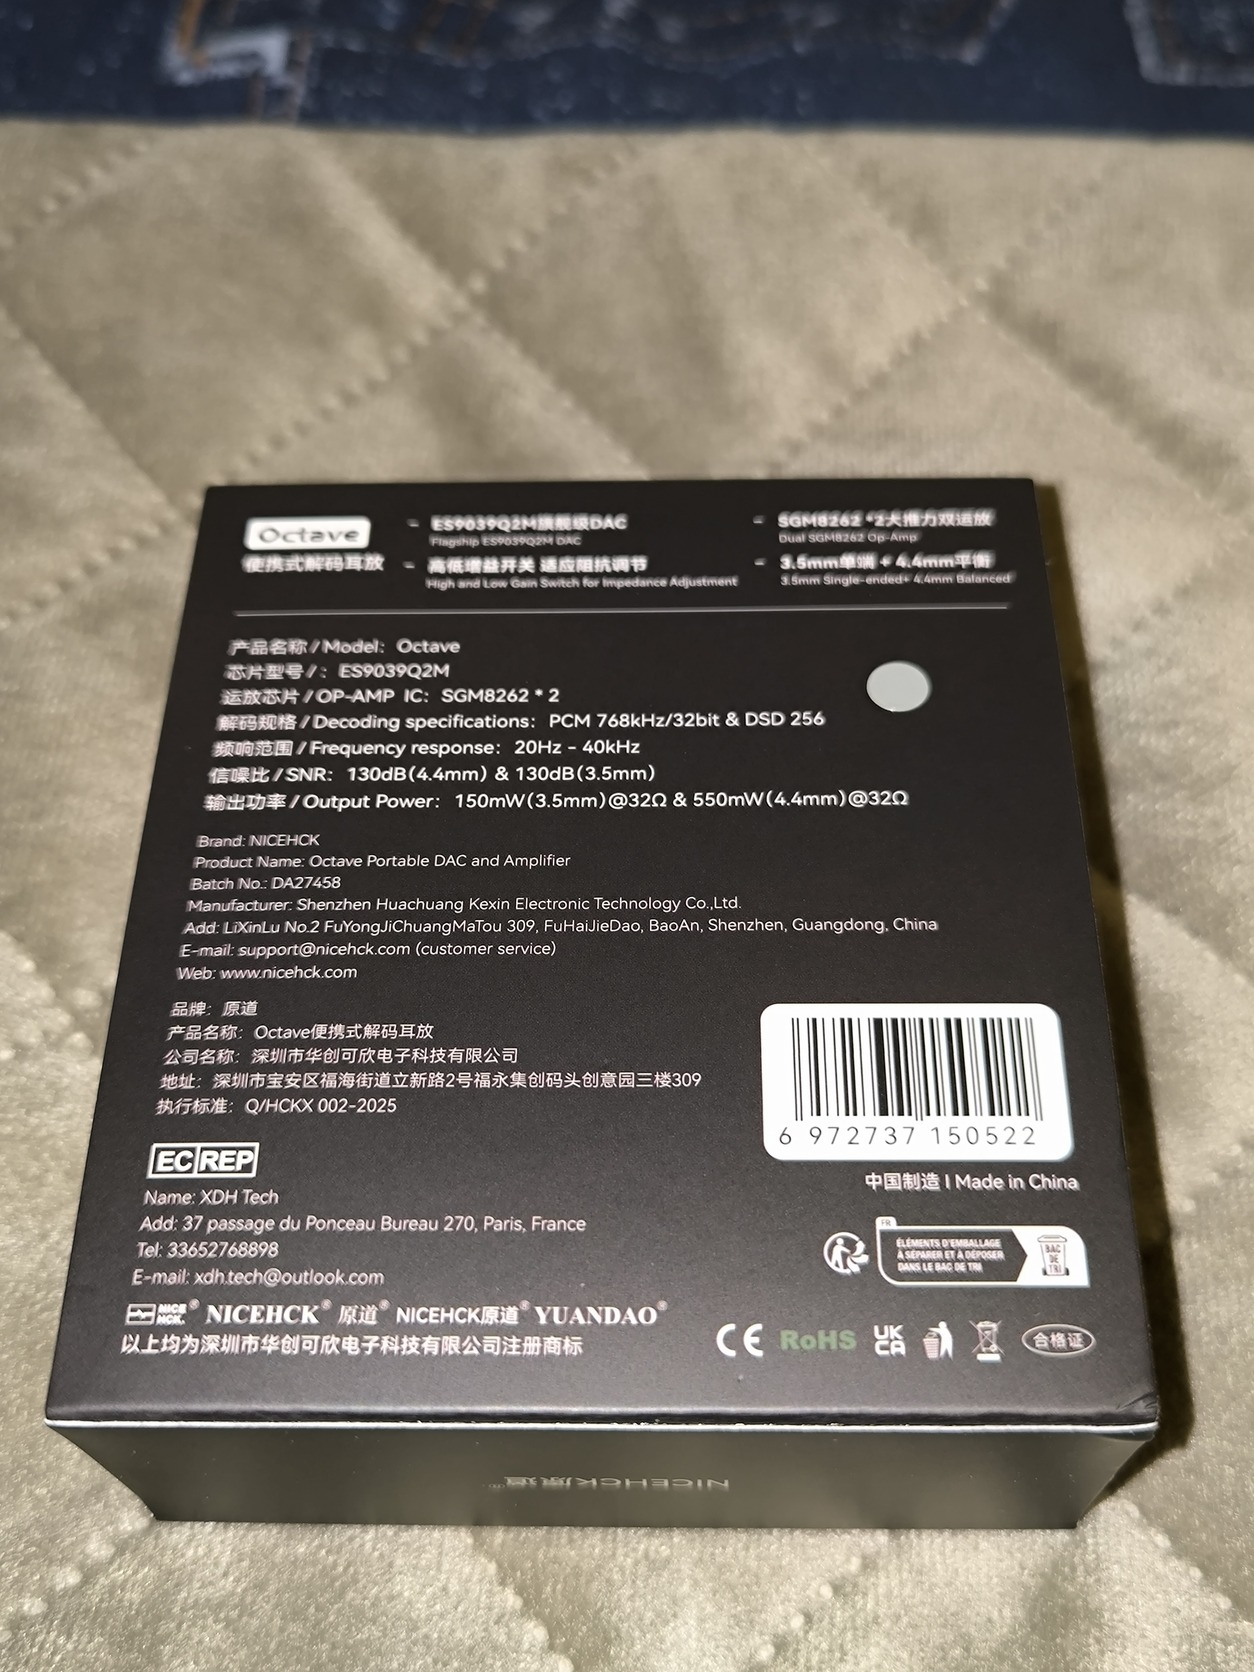 Octave
便携式解码耳放
- ES9039Q2M旗舰级DAC
Flagship ES9039Q2M DAC
- 高低增益开关 适应阻抗调节
High and Low Gain Switch for Impedance Adjustment
- SGM8262 *2大推力双运放
Dual SGM8262 Op-Amp
- 3.5mm单端 + 4.4mm平衡
3.5mm Single-ended+ 4.4mm Balanced
产品名称/Model: Octave
芯片型号/: ES9039Q2M
运放芯片/OP-AMP IC: SGM8262 * 2
解码规格/Decoding specifications: PCM 768kHz/32bit & DSD 256
频响范围/Frequency response: 20Hz - 40kHz
信噪比/SNR: 130dB(4.4mm) & 130dB(3.5mm)
输出功率/Output Power: 150mW(3.5mm)@32Ω & 550mW(4.4mm)@32Ω
Brand: NICEHCK
Product Name: Octave Portable DAC and Amplifier
Batch No.: DA27458
Manufacturer: Shenzhen Huachuang Kexin Electronic Technology Co.,Ltd.
Add: LiXinLu No.2 FuYongJiChuangMaTou 309, FuHaiJieDao, BaoAn, Shenzhen, Guangdong, China
E-mail: support@nicehck.com (customer service)
Web: www.nicehck.com
品牌: 原道
产品名称: Octave便携式解码耳放
公司名称: 深圳市华创可欣电子科技有限公司
地址: 深圳市宝安区福海街道立新路2号福永集创码头创意园三楼309
执行标准: Q/HCKX 002-2025
6 972737 150522
中国制造 | Made in China
EC REP
Name: XDH Tech
Add: 37 passage du Ponceau Bureau 270, Paris, France
Tel: 33652768898
E-mail: xdh.tech@outlook.com
FR
ÉLÉMENTS D'EMBALLAGE
À SÉPARER ET À DÉPOSER
DANS LE BAC DE TRI
BAC
DE
TRI
NICE HCK.® NICEHCK® 原道® NICEHCK原道® YUANDAO®
以上均为深圳市华创可欣电子科技有限公司注册商标
CE RoHS UK CA 合格证
NICEHCK原道®